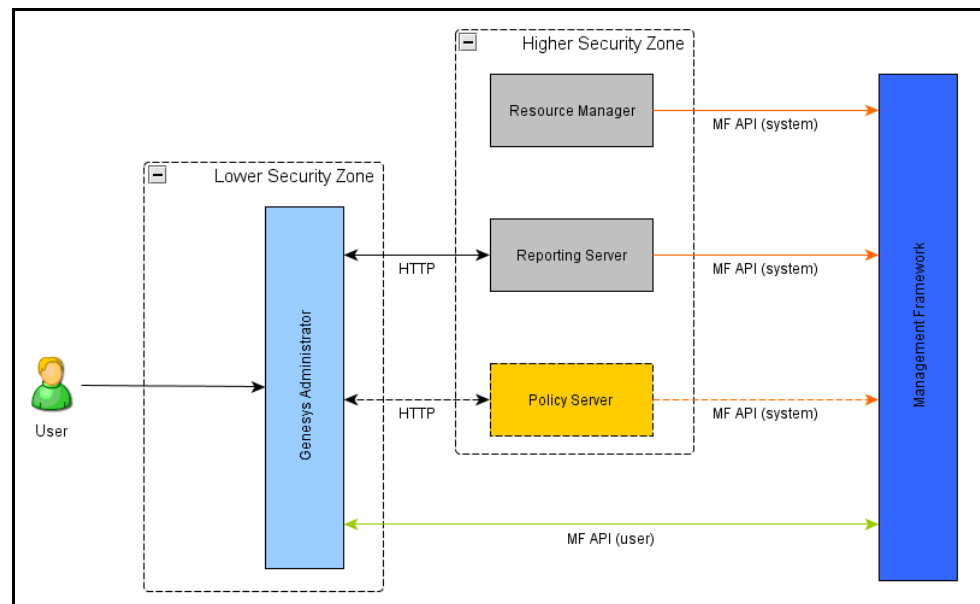 Higher Security Zone
Resource Manager
MF API (system)
Lower Security Zone
Genesys Administrator
HTTP
Reporting Server
MF API (system)
Management Framework
User
HTTP
Policy Server
MF API (system)
MF API (user)